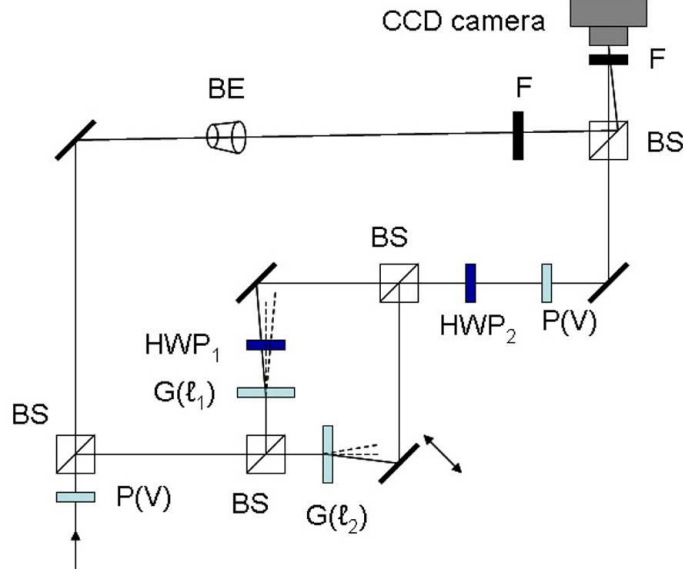 CCD camera
F
BE
F
BS
BS
HWP₁
HWP₂
P(V)
G(ℓ₁)
BS
P(V)
BS
G(ℓ₂)